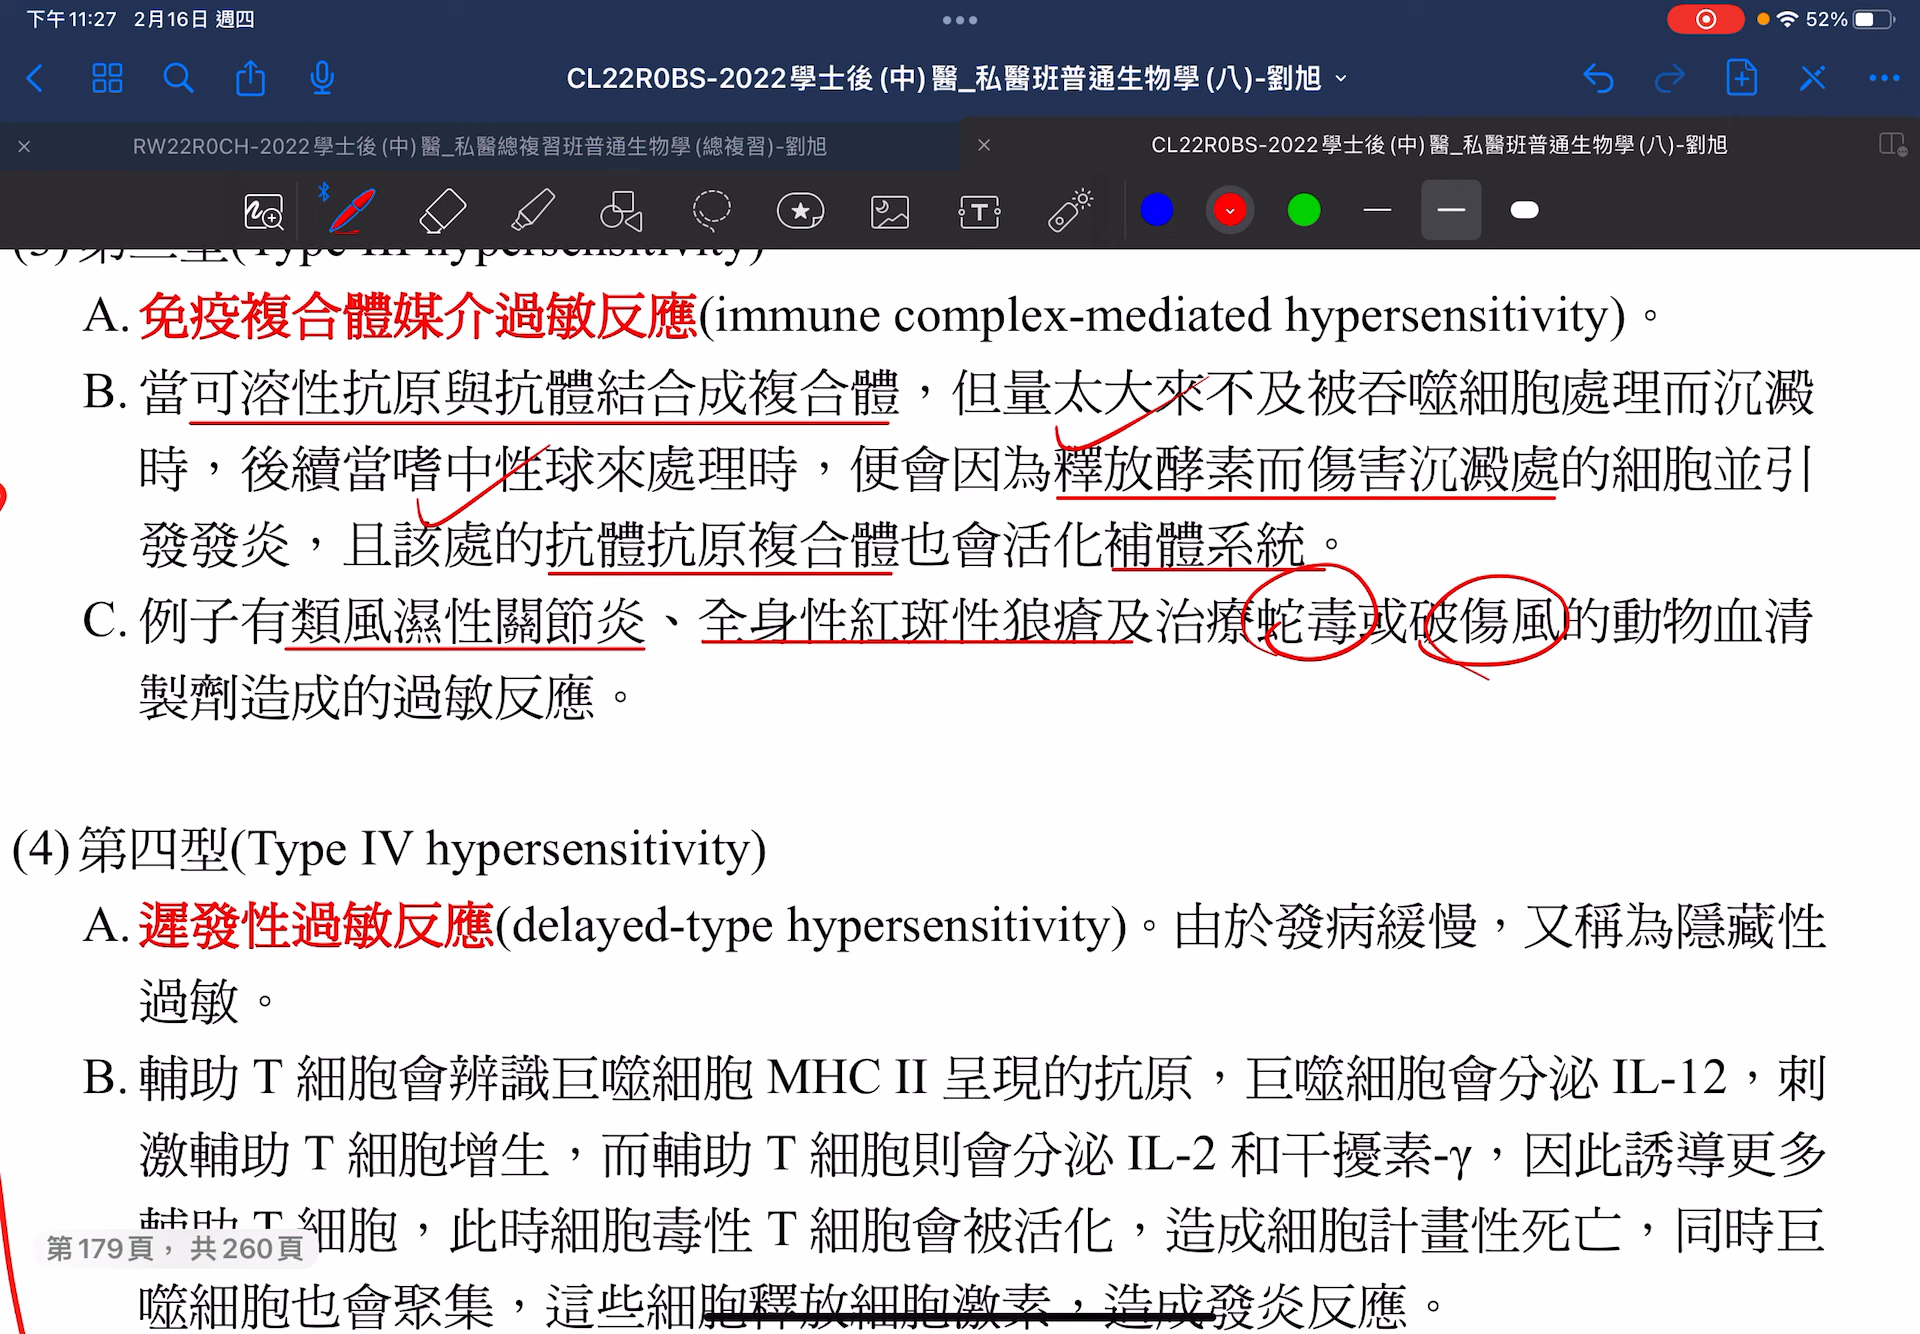 下午11:27 2月16日 週四
52%
CL22R0BS-2022學士後(中)醫_私醫班普通生物學(八)-劉旭
RW22R0CH-2022學士後(中)醫_私醫總複習班普通生物學(總複習)-劉旭
CL22R0BS-2022學士後(中)醫_私醫班普通生物學(八)-劉旭
(3)第三型(Type III hypersensitivity)
A. 免疫複合體媒介過敏反應(immune complex-mediated hypersensitivity)。
B. 當可溶性抗原與抗體結合成複合體，但量太大來不及被吞噬細胞處理而沉澱
時，後續當嗜中性球來處理時，便會因為釋放酵素而傷害沉澱處的細胞並引
發發炎，且該處的抗體抗原複合體也會活化補體系統。
C. 例子有類風濕性關節炎、全身性紅斑性狼瘡及治療蛇毒或破傷風的動物血清
製劑造成的過敏反應。
(4)第四型(Type IV hypersensitivity)
A. 遲發性過敏反應(delayed-type hypersensitivity)。由於發病緩慢，又稱為隱藏性
過敏。
B. 輔助 T 細胞會辨識巨噬細胞 MHC II 呈現的抗原，巨噬細胞會分泌 IL-12，刺
激輔助 T 細胞增生，而輔助 T 細胞則會分泌 IL-2 和干擾素-γ，因此誘導更多
輔助 T 細胞，此時細胞毒性 T 細胞會被活化，造成細胞計畫性死亡，同時巨
第179頁， 共260頁
噬細胞也會聚集，這些細胞釋放細胞激素，造成發炎反應。